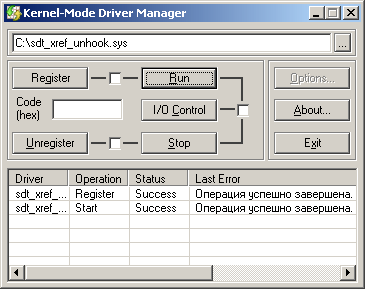 Kernel-Mode Driver Manager
C:\sdt_xref_unhook.sys
...
Register Run Options...
Code (hex) I/O Control About...
Unregister Stop Exit
Driver Operation Status Last Error
sdt_xref_... Register Success Операция успешно завершена.
sdt_xref_... Start Success Операция успешно завершена.